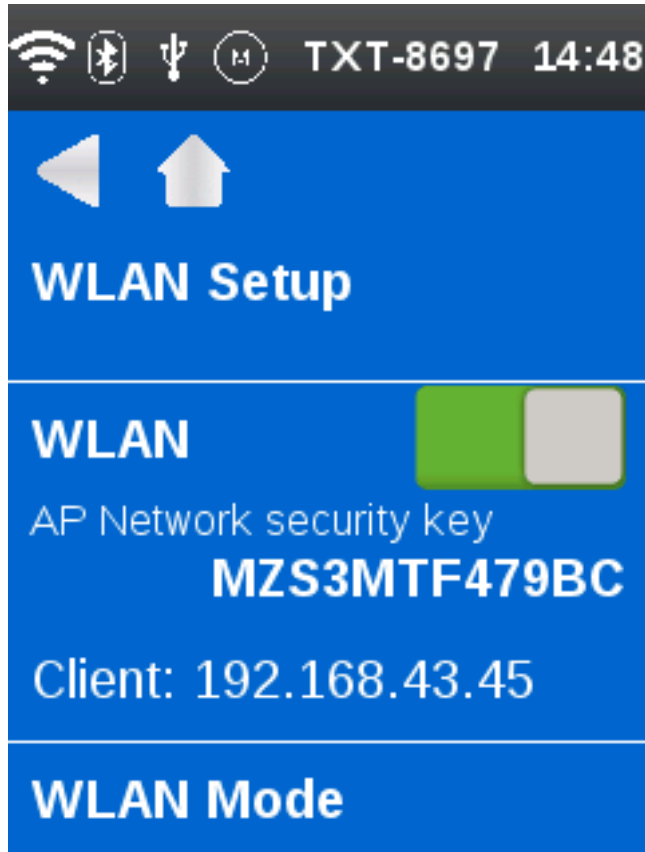 TXT-8697 14:48
WLAN Setup
WLAN
AP Network security key
MZS3MTF479BC
Client: 192.168.43.45
WLAN Mode